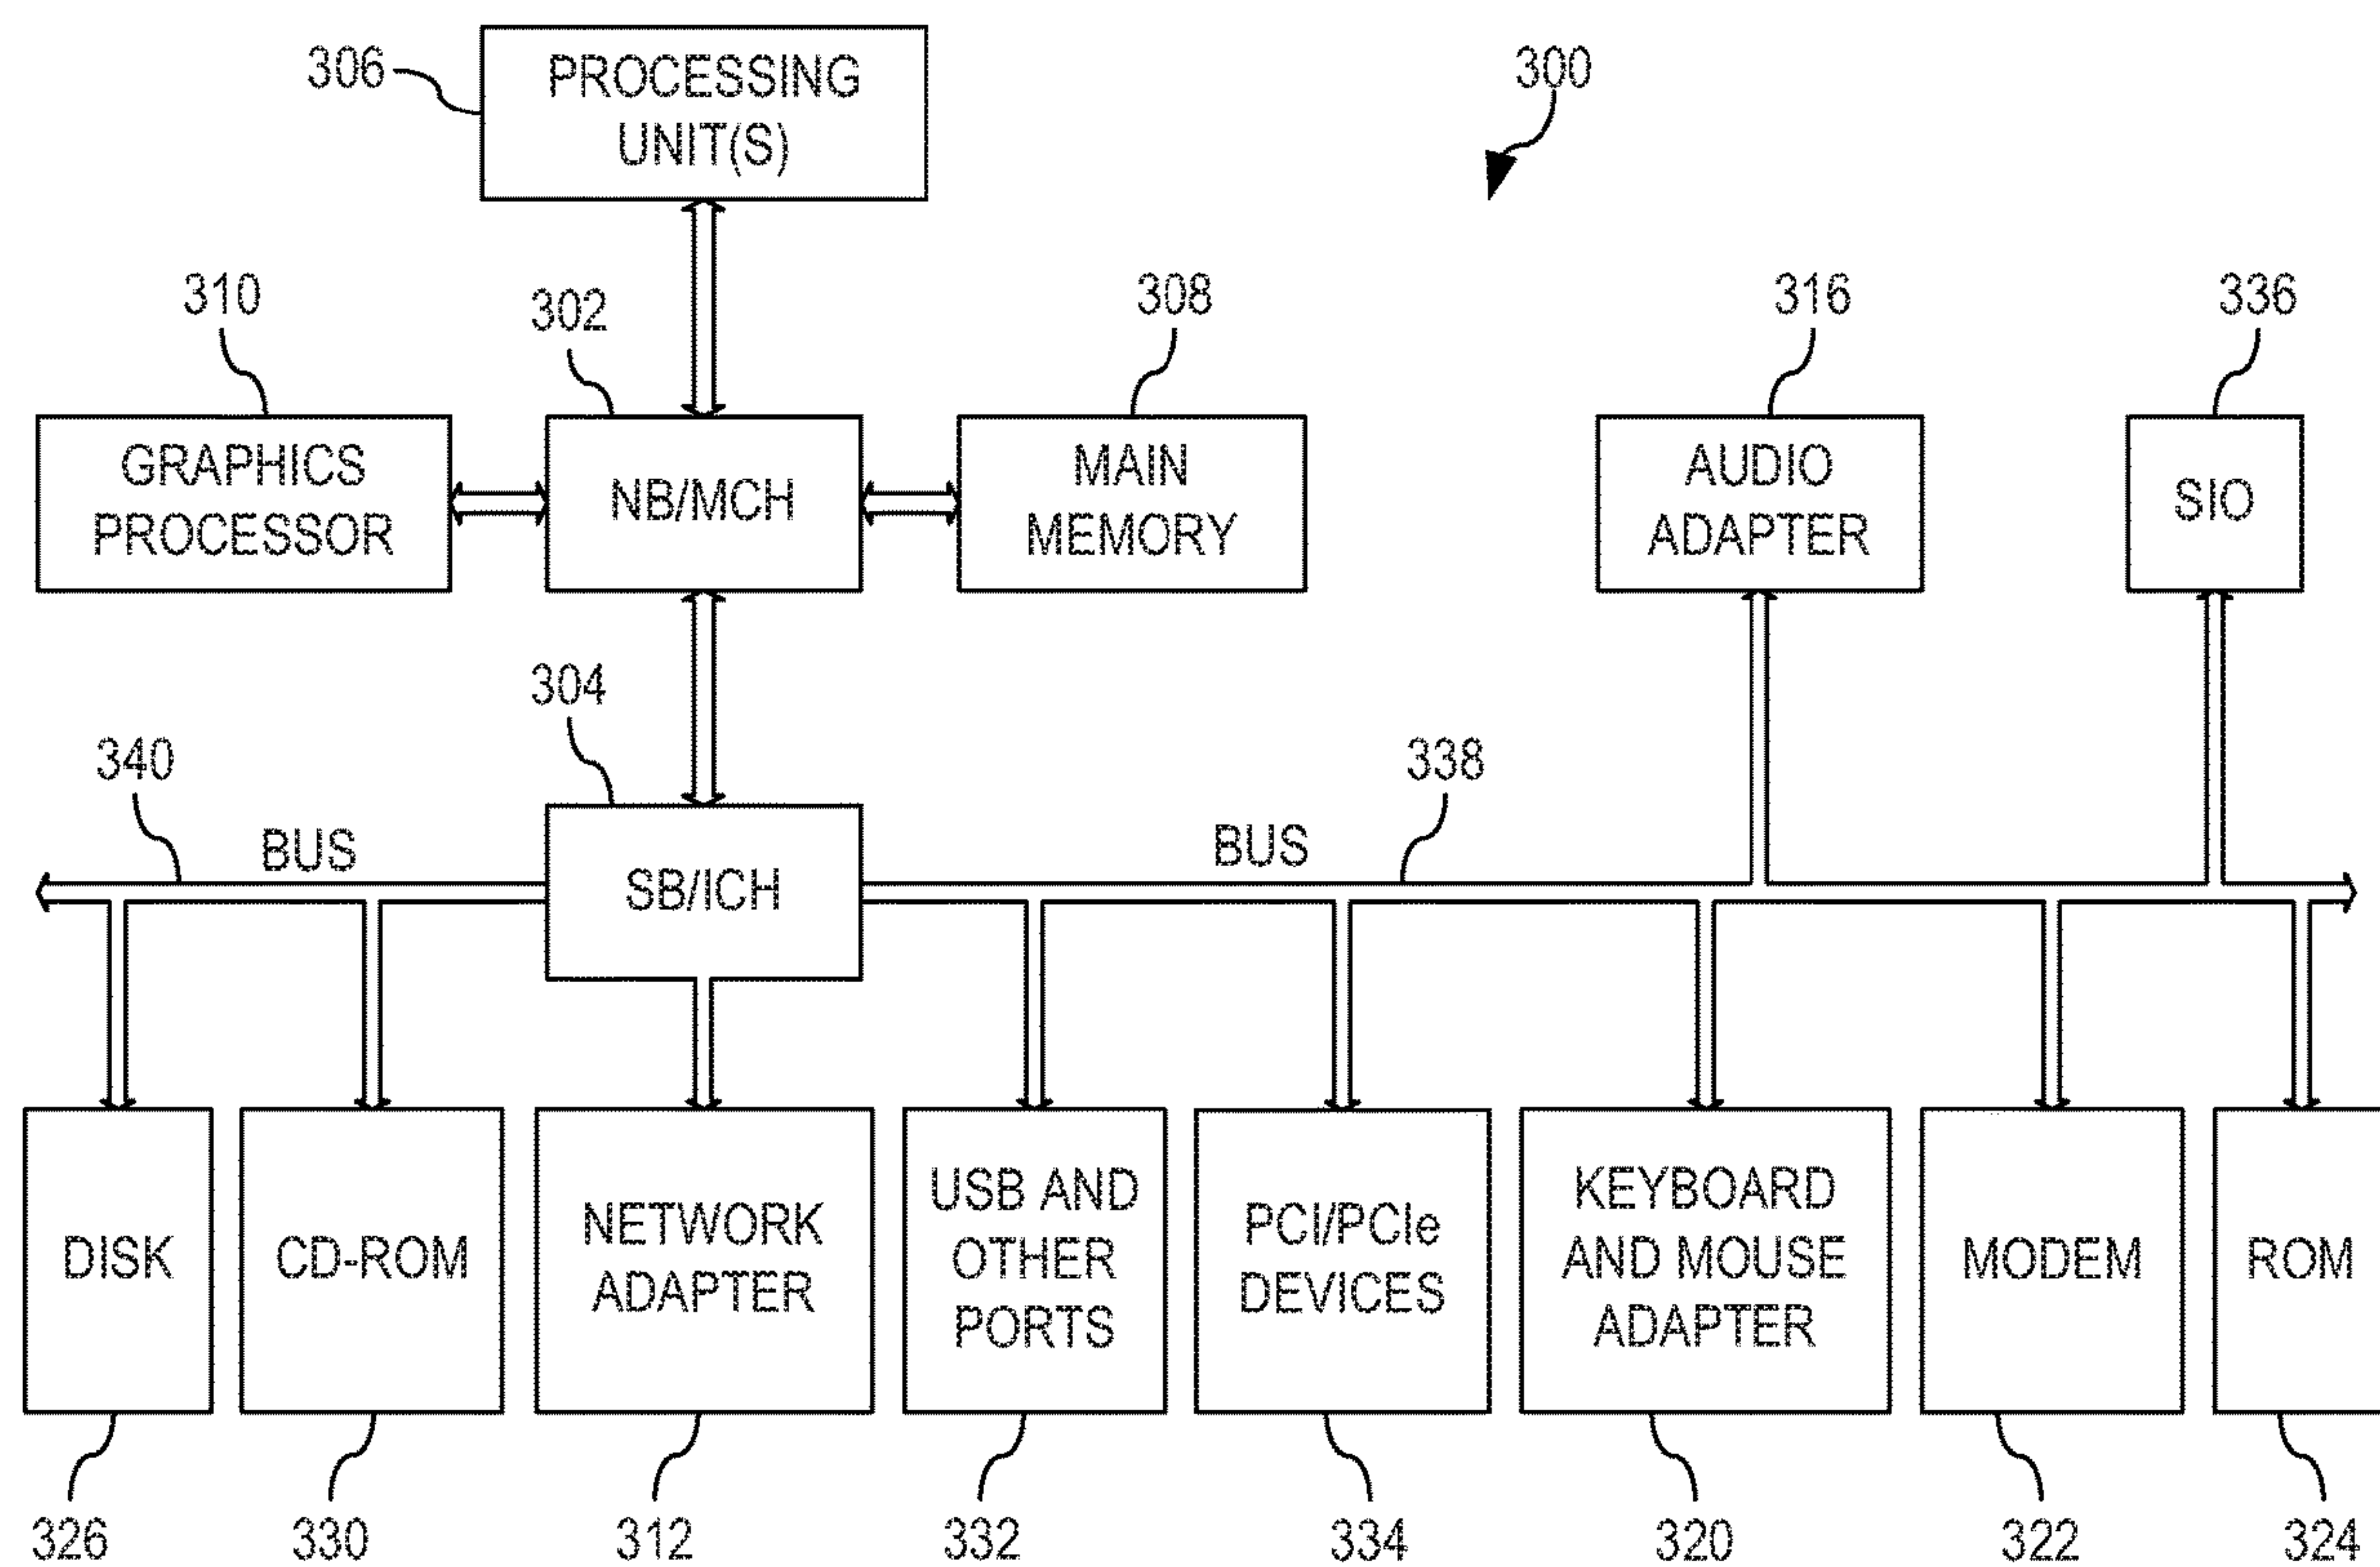 306
PROCESSING
UNIT(S)
300
310
302
308
316
336
GRAPHICS
PROCESSOR
NB/MCH
MAIN
MEMORY
AUDIO
ADAPTER
SIO
304
340
338
BUS
BUS
SB/ICH
DISK
CD-ROM
NETWORK
ADAPTER
USB AND
OTHER
PORTS
PCI/PCIe
DEVICES
KEYBOARD
AND MOUSE
ADAPTER
MODEM
ROM
326
330
312
332
334
320
322
324